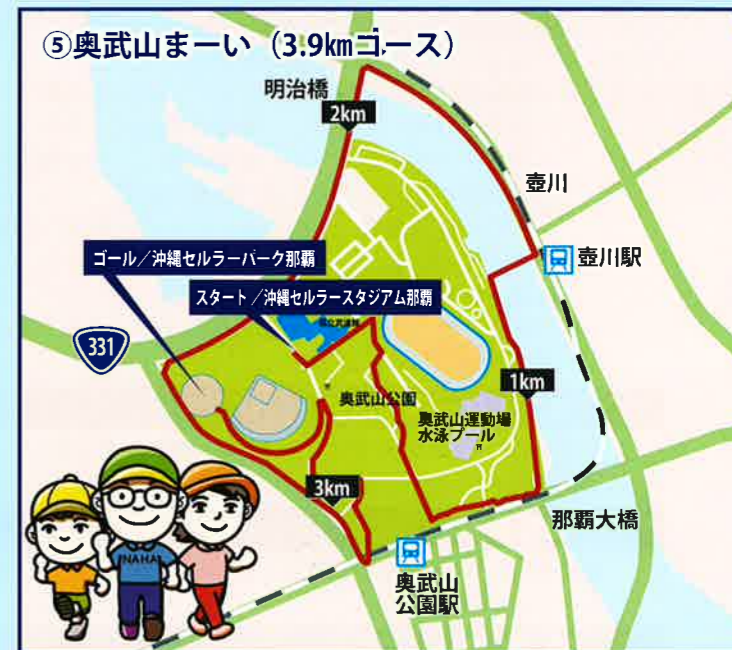 ⑤奥武山まーい（3.9㎞コース）
明治橋
2km
壺川
ゴール／沖縄セルラーパーク那覇
壺川駅
スタート／沖縄セルラースタジアム那覇
331
奥武山公園
1km
奥武山運動場
水泳プール
3km
那覇大橋
奥武山
公園駅
NAHA